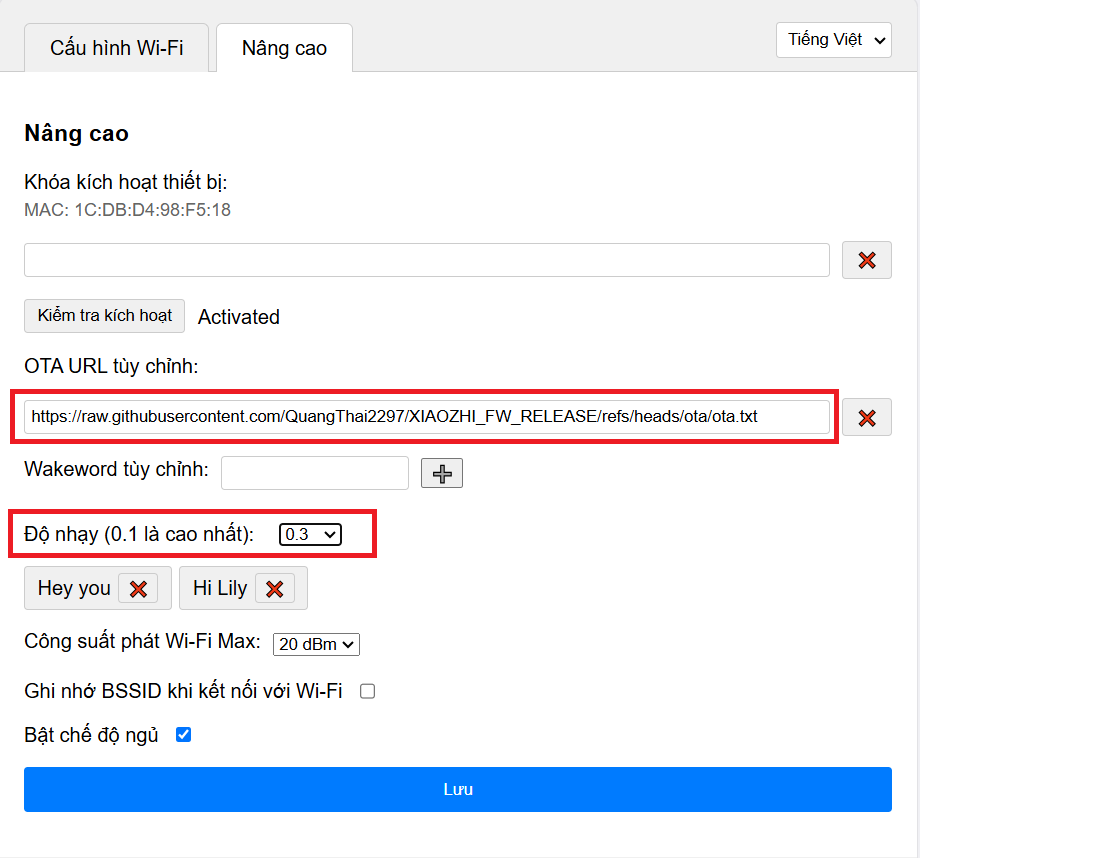 Cấu hình Wi-Fi
Nâng cao
Tiếng Việt
Nâng cao
Khóa kích hoạt thiết bị:
MAC: 1C:DB:D4:98:F5:18
Kiểm tra kích hoạt Activated
OTA URL tùy chỉnh:
https://raw.githubusercontent.com/QuangThai2297/XIAOZHI_FW_RELEASE/refs/heads/ota/ota.txt
Wakeword tùy chỉnh:
Độ nhạy (0.1 là cao nhất): 0.3
Hey you Hi Lily
Công suất phát Wi-Fi Max: 20 dBm
Ghi nhớ BSSID khi kết nối với Wi-Fi
Bật chế độ ngủ
Lưu